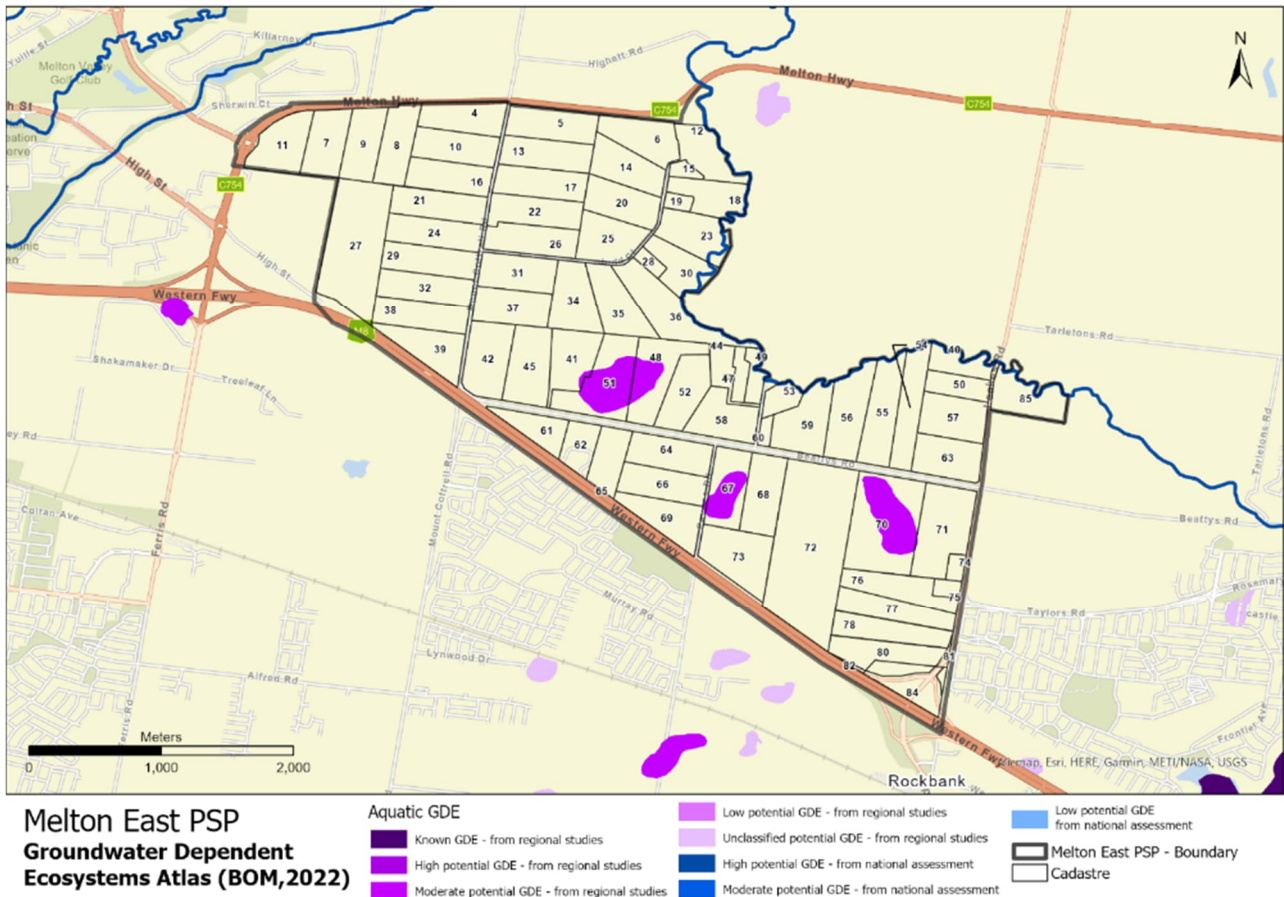 Killarney Dr
Yuille St
Melton Valley
Golf Club
Highett Rd
N
Melton Hwy
C754
Sherwin Ct
Melton Hwy
C754
h St
High St
C754
4
5
6
12
11
7
9
8
10
13
14
15
16
17
18
19
20
21
22
23
24
25
26
27
28
29
30
High St
31
32
34
35
36
37
38
39
Western Fwy
M8
Tarletons Rd
Shakamaker Dr
Treeleaf Ln
40
41
42
44
45
47
48
49
50
51
52
53
54
55
56
57
58
59
60
85
ey Rd
61
62
63
64
65
66
67
68
69
70
71
72
73
74
75
76
77
78
80
81
82
84
Beattys Rd
Beattys Rd
Tarletons Rd
Mount Cottrell Rd
Ferris Rd
Ferris Rd
Western Fwy
Taylors Rd
castle
Murray Rd
Lynwood Dr
Alfred Rd
Western Fwy
Rockbank
Meters
0 1,000 2,000
Esri, HERE, Garmin, METI/NASA, USGS
Melton East PSP
Groundwater Dependent
Ecosystems Atlas (BOM,2022)
Aquatic GDE
Known GDE - from regional studies
High potential GDE - from regional studies
Moderate potential GDE - from regional studies
Low potential GDE - from regional studies
Unclassified potential GDE - from regional studies
High potential GDE - from national assessment
Moderate potential GDE - from national assessment
Low potential GDE
from national assessment
Melton East PSP - Boundary
Cadastre